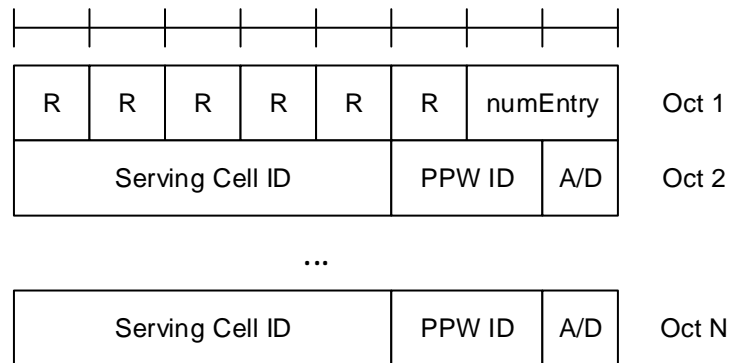 R R R R R R numEntry Oct 1
Serving Cell ID PPW ID A/D Oct 2
...
Serving Cell ID PPW ID A/D Oct N